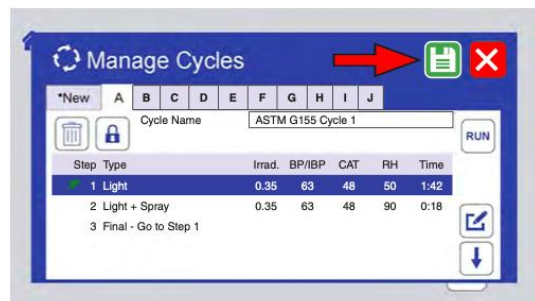 Manage Cycles
*New A B C D E F G H I J
Cycle Name ASTM G155 Cycle 1
RUN
Step Type Irrad. BP/IBP CAT RH Time
1 Light 0.35 63 48 50 1:42
2 Light + Spray 0.35 63 48 90 0:18
3 Final - Go to Step 1